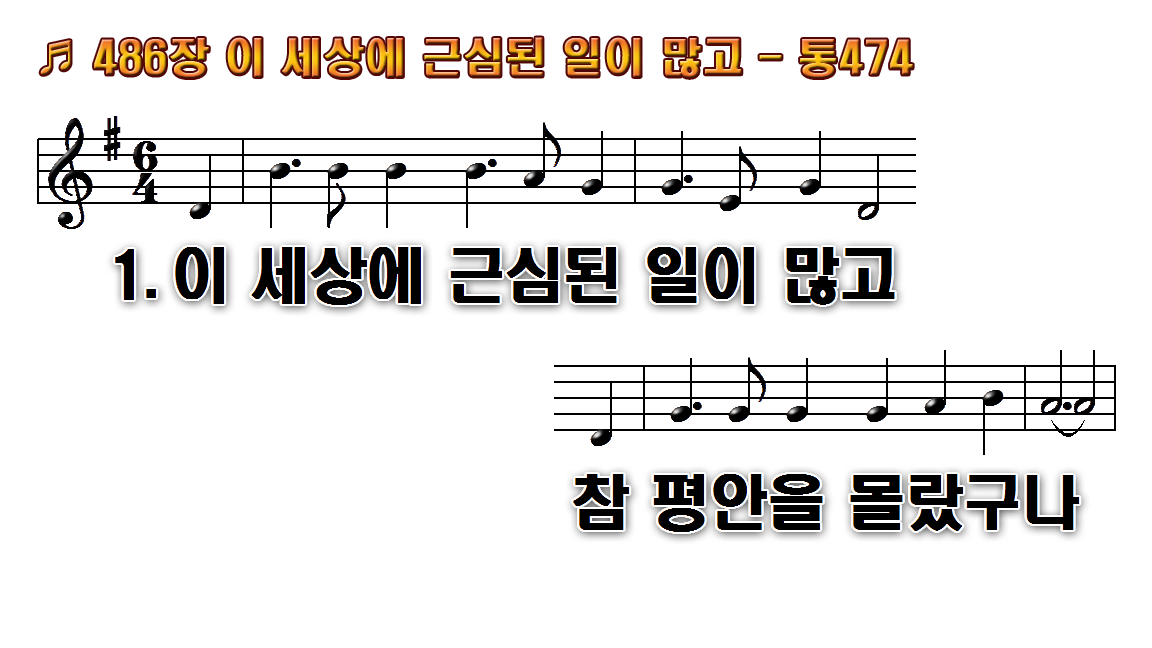 ♬ 486장 이 세상에 근심된 일이 많고 - 통474
6
4
1. 이 세상에 근심된 일이 많고
참 평안을 몰랐구나